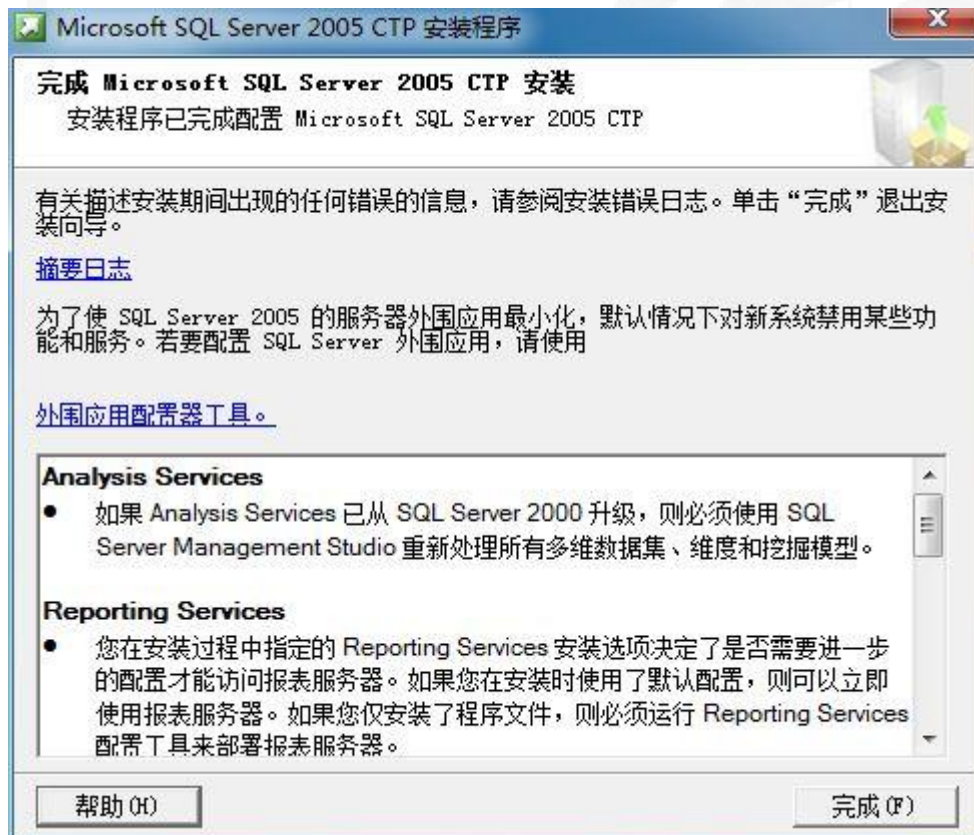 Microsoft SQL Server 2005 CTP 安装程序
完成 Microsoft SQL Server 2005 CTP 安装
安装程序已完成配置 Microsoft SQL Server 2005 CTP
有关描述安装期间出现的任何错误的信息，请参阅安装错误日志。单击“完成”退出安
装向导。
摘要日志
为了使 SQL Server 2005 的服务器外围应用最小化，默认情况下对新系统禁用某些功
能和服务。若要配置 SQL Server 外围应用，请使用
外围应用配置器工具。
Analysis Services
● 如果 Analysis Services 已从 SQL Server 2000 升级，则必须使用 SQL
Server Management Studio 重新处理所有多维数据集、维度和挖掘模型。
Reporting Services
● 您在安装过程中指定的 Reporting Services 安装选项决定了是否需要进一步
的配置才能访问报表服务器。如果您在安装时使用了默认配置，则可以立即
使用报表服务器。如果您仅安装了程序文件，则必须运行 Reporting Services
配置工具来部署报表服务器。
帮助(H)
完成(F)